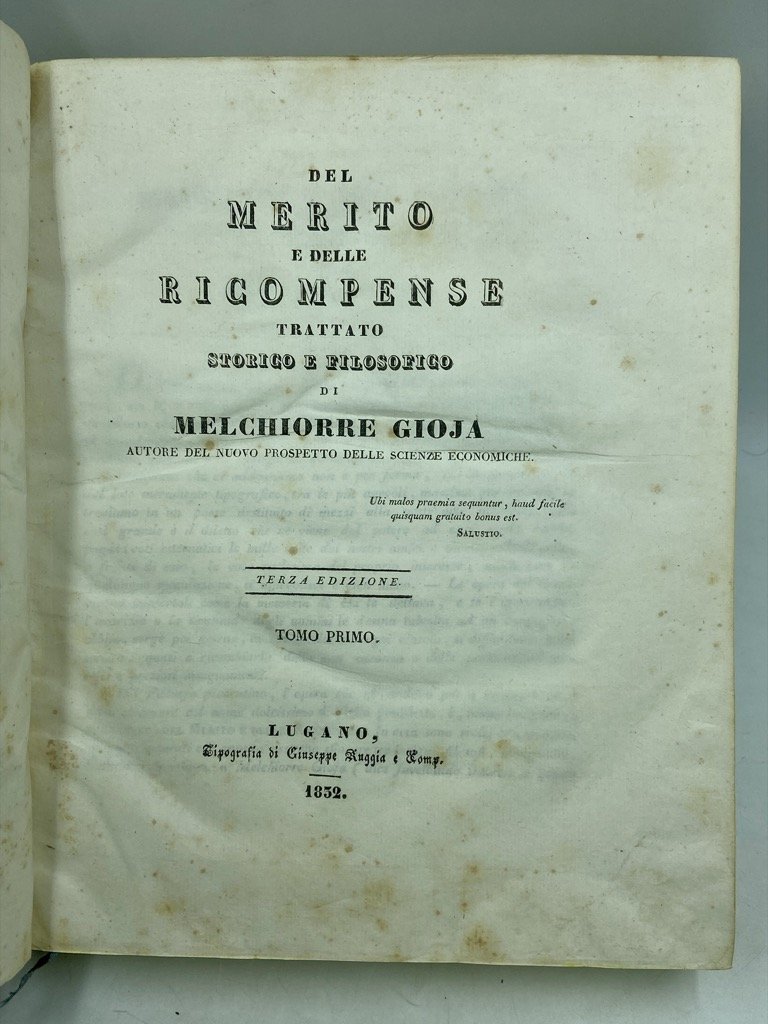 DEL
MERITO
E DELLE
RICOMPENSE
TRATTATO
STORICO E FILOSOFICO
DI
MELCHIORRE GIOJA
AUTORE DEL NUOVO PROSPETTO DELLE SCIENZE ECONOMICHE.
Ubi malos praemia sequuntur, haud facile
quisquam gratuito bonus est.
SALUSTIO.
TERZA EDIZIONE.
TOMO PRIMO.
LUGANO,
Tipografia di Giuseppe Ruggia e Comp.
1832.